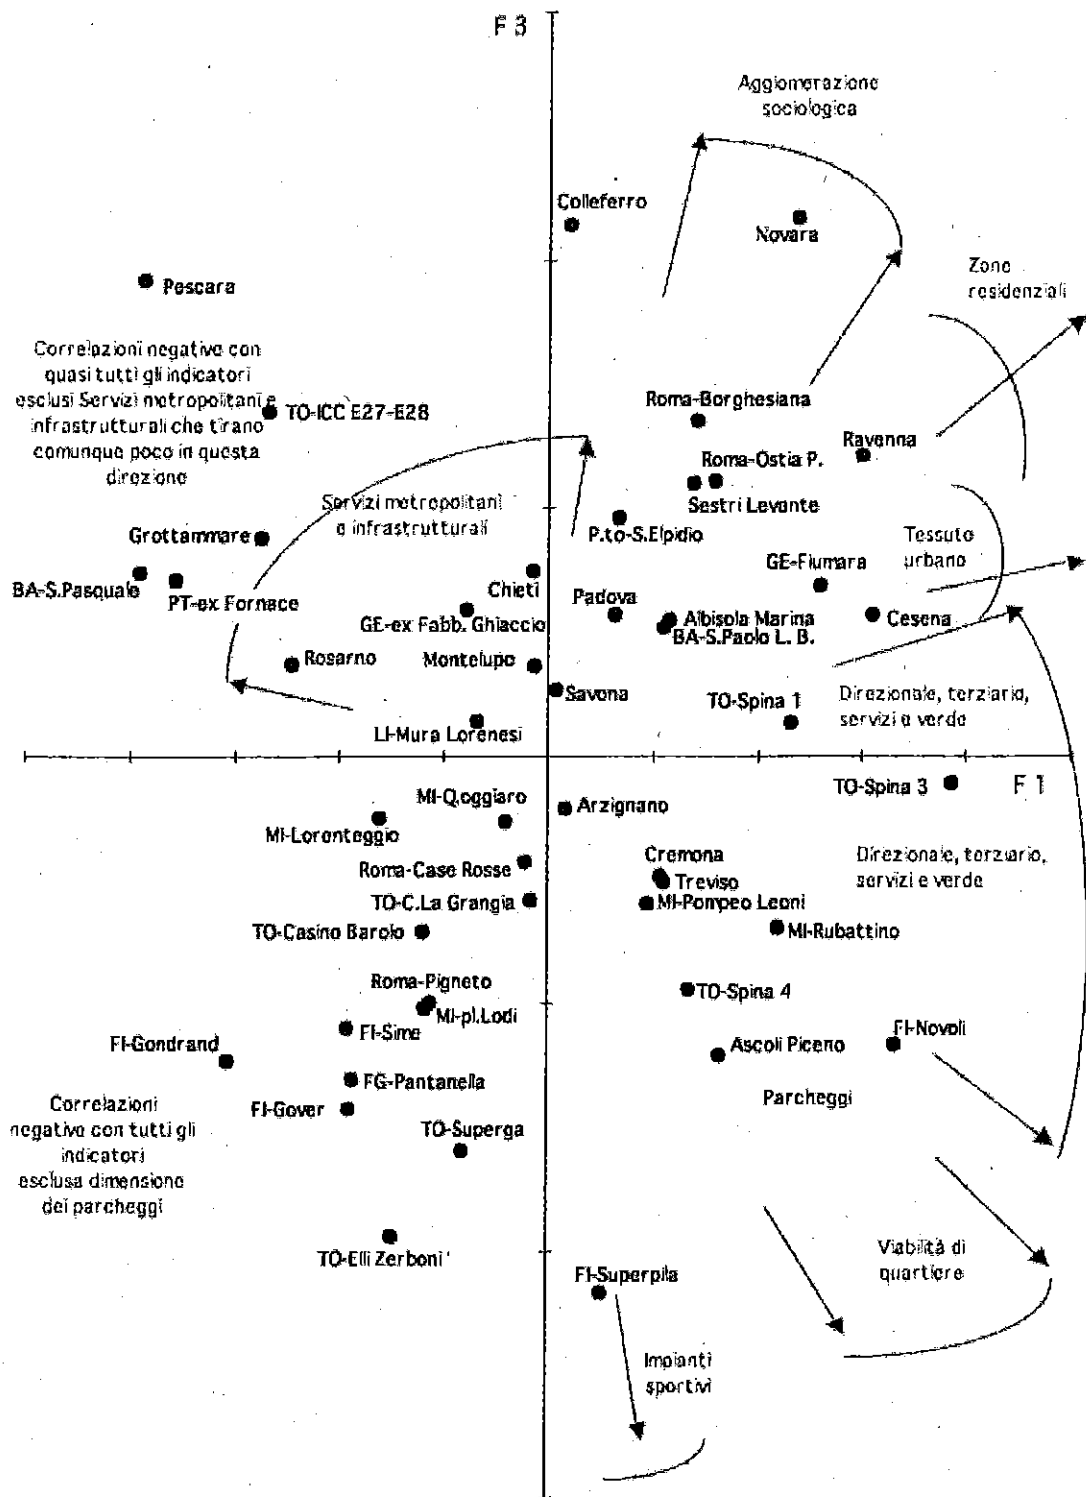 F 3
Agglomerazione
sociologica
Colleferro
Novara
Zone
residenziali
Pescara
Correlazioni negative con
quasi tutti gli indicatori
esclusi Servizi metropolitani e
infrastrutturali che tirano
comunque poco in questa
direzione
TO-ICC E27-E28
Roma-Borghesiana
Ravenna
Roma-Ostia P.
Sestri Levante
Servizi metropolitani
e infrastrutturali
Grottammare
P.to-S.Elpidio
Tessuto
urbano
GE-Fiumara
BA-S.Pasquale
PT-ex Fornace
Chieti
Padova
GE-ex Fabb. Ghiaccio
Albisola Marina
BA-S.Paolo L. B.
Cesena
Rosarno
Montelupo
Savona
TO-Spina 1
Direzionale, terziario,
servizi e verde
LI-Mura Lorenesi
TO-Spina 3
F 1
MI-Q.oggiaro
Arzignano
MI-Lorenteggio
Roma-Case Rosse
Cremona
Treviso
Direzionale, terziario,
servizi e verde
TO-C.La Grangia
MI-Pompeo Leoni
TO-Casino Barolo
MI-Rubattino
Roma-Pigneto
MI-pl.Lodi
TO-Spina 4
FI-Sime
FI-Gondrand
Ascoli Piceno
FI-Novoli
FG-Pantanella
FI-Gover
Parcheggi
Correlazioni
negative con tutti gli
indicatori
esclusa dimensione
dei parcheggi
TO-Superga
TO-Elli Zerboni
Viabilità di
quartiere
FI-Superpila
Impianti
sportivi